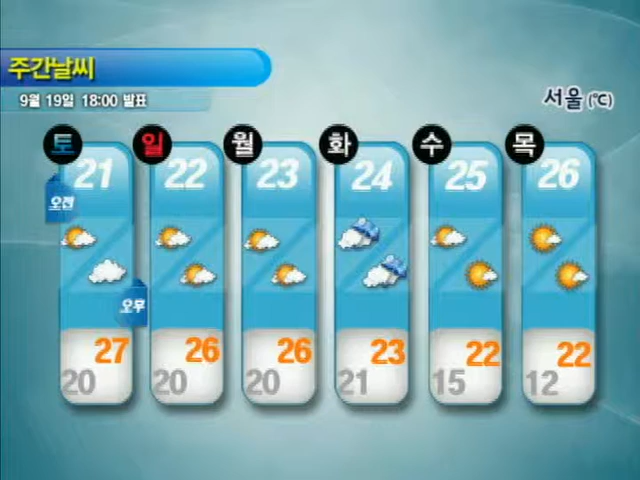 주간날씨
9월 19일 18:00 발표
서울 (℃)
토 일 월 화 수 목
21 22 23 24 25 26
오전
오후
27 26 26 23 22 22
20 20 20 21 15 12